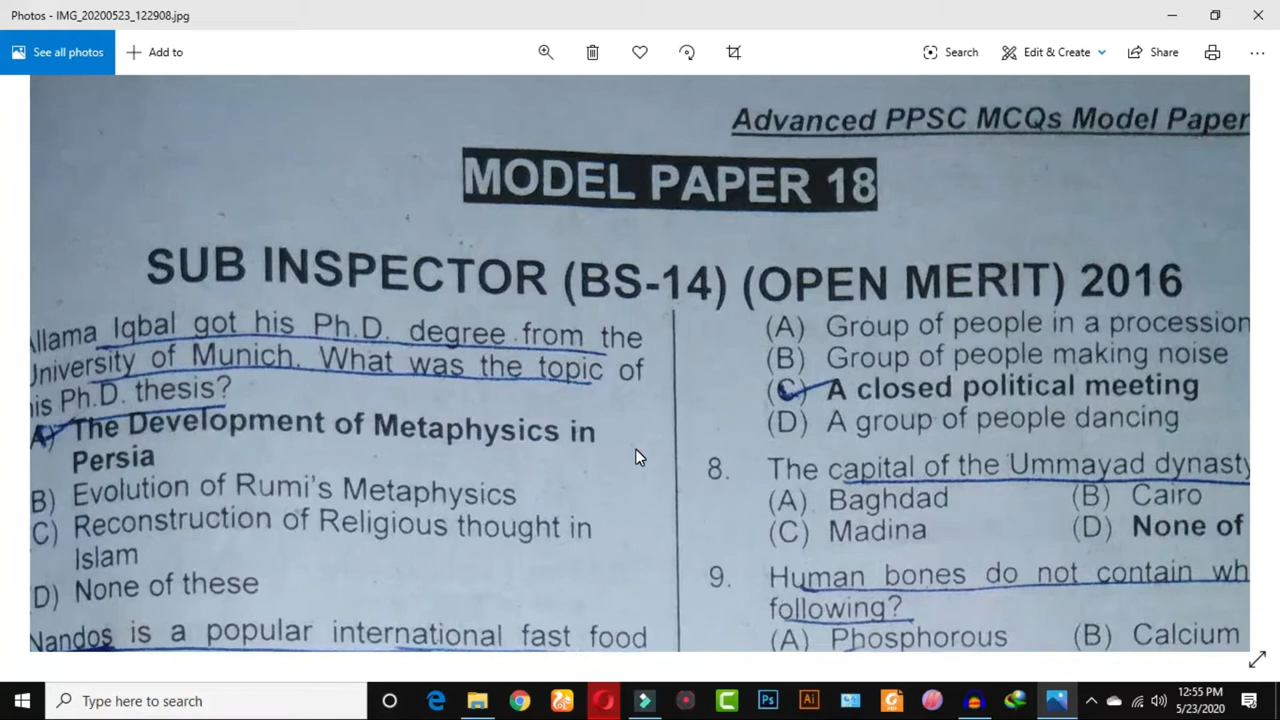 Photos - IMG_20200523_122908.jpg
See all photos
Add to
Search
Edit & Create
Share
Advanced PPSC MCQs Model Paper
MODEL PAPER 18
SUB INSPECTOR (BS-14) (OPEN MERIT) 2016
llama Iqbal got his Ph.D. degree from the
University of Munich. What was the topic of
is Ph.D. thesis?
A) The Development of Metaphysics in
Persia
B) Evolution of Rumi's Metaphysics
C) Reconstruction of Religious thought in
Islam
D) None of these
Nandos is a popular international fast food
(A) Group of people in a procession
(B) Group of people making noise
(C) A closed political meeting
(D) A group of people dancing
8. The capital of the Ummayad dynasty
(A) Baghdad (B) Cairo
(C) Madina (D) None of
9. Human bones do not contain wh
following?
(A) Phosphorous (B) Calcium
Type here to search
12:55 PM
5/23/2020